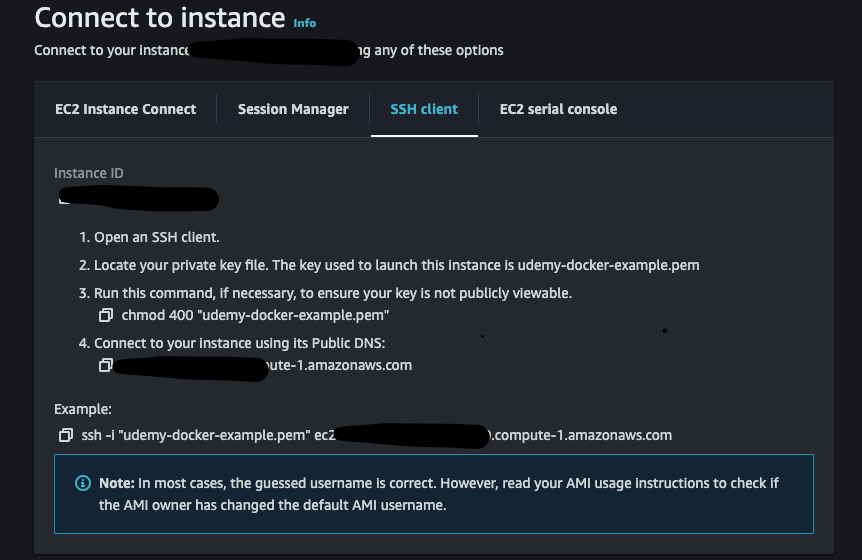 Connect to instance Info
Connect to your instance any of these options
EC2 Instance Connect Session Manager SSH client EC2 serial console
Instance ID
1. Open an SSH client.
2. Locate your private key file. The key used to launch this instance is udemy-docker-example.pem
3. Run this command, if necessary, to ensure your key is not publicly viewable.
chmod 400 "udemy-docker-example.pem"
4. Connect to your instance using its Public DNS:
ute-1.amazonaws.com
Example:
ssh -i "udemy-docker-example.pem" ec2 .compute-1.amazonaws.com
Note: In most cases, the guessed username is correct. However, read your AMI usage instructions to check if
the AMI owner has changed the default AMI username.